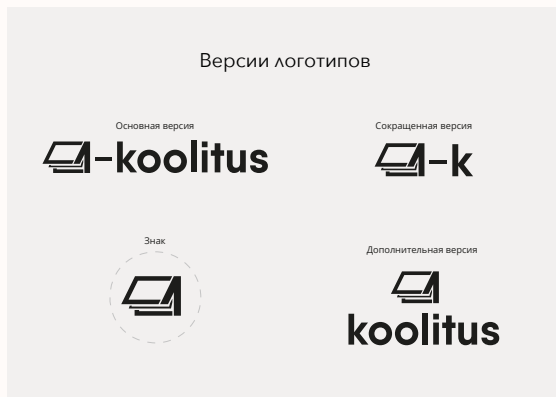 Версии логотипов
Основная версия
-koolitus
Сокращенная версия
-k
Знак
Дополнительная версия
koolitus